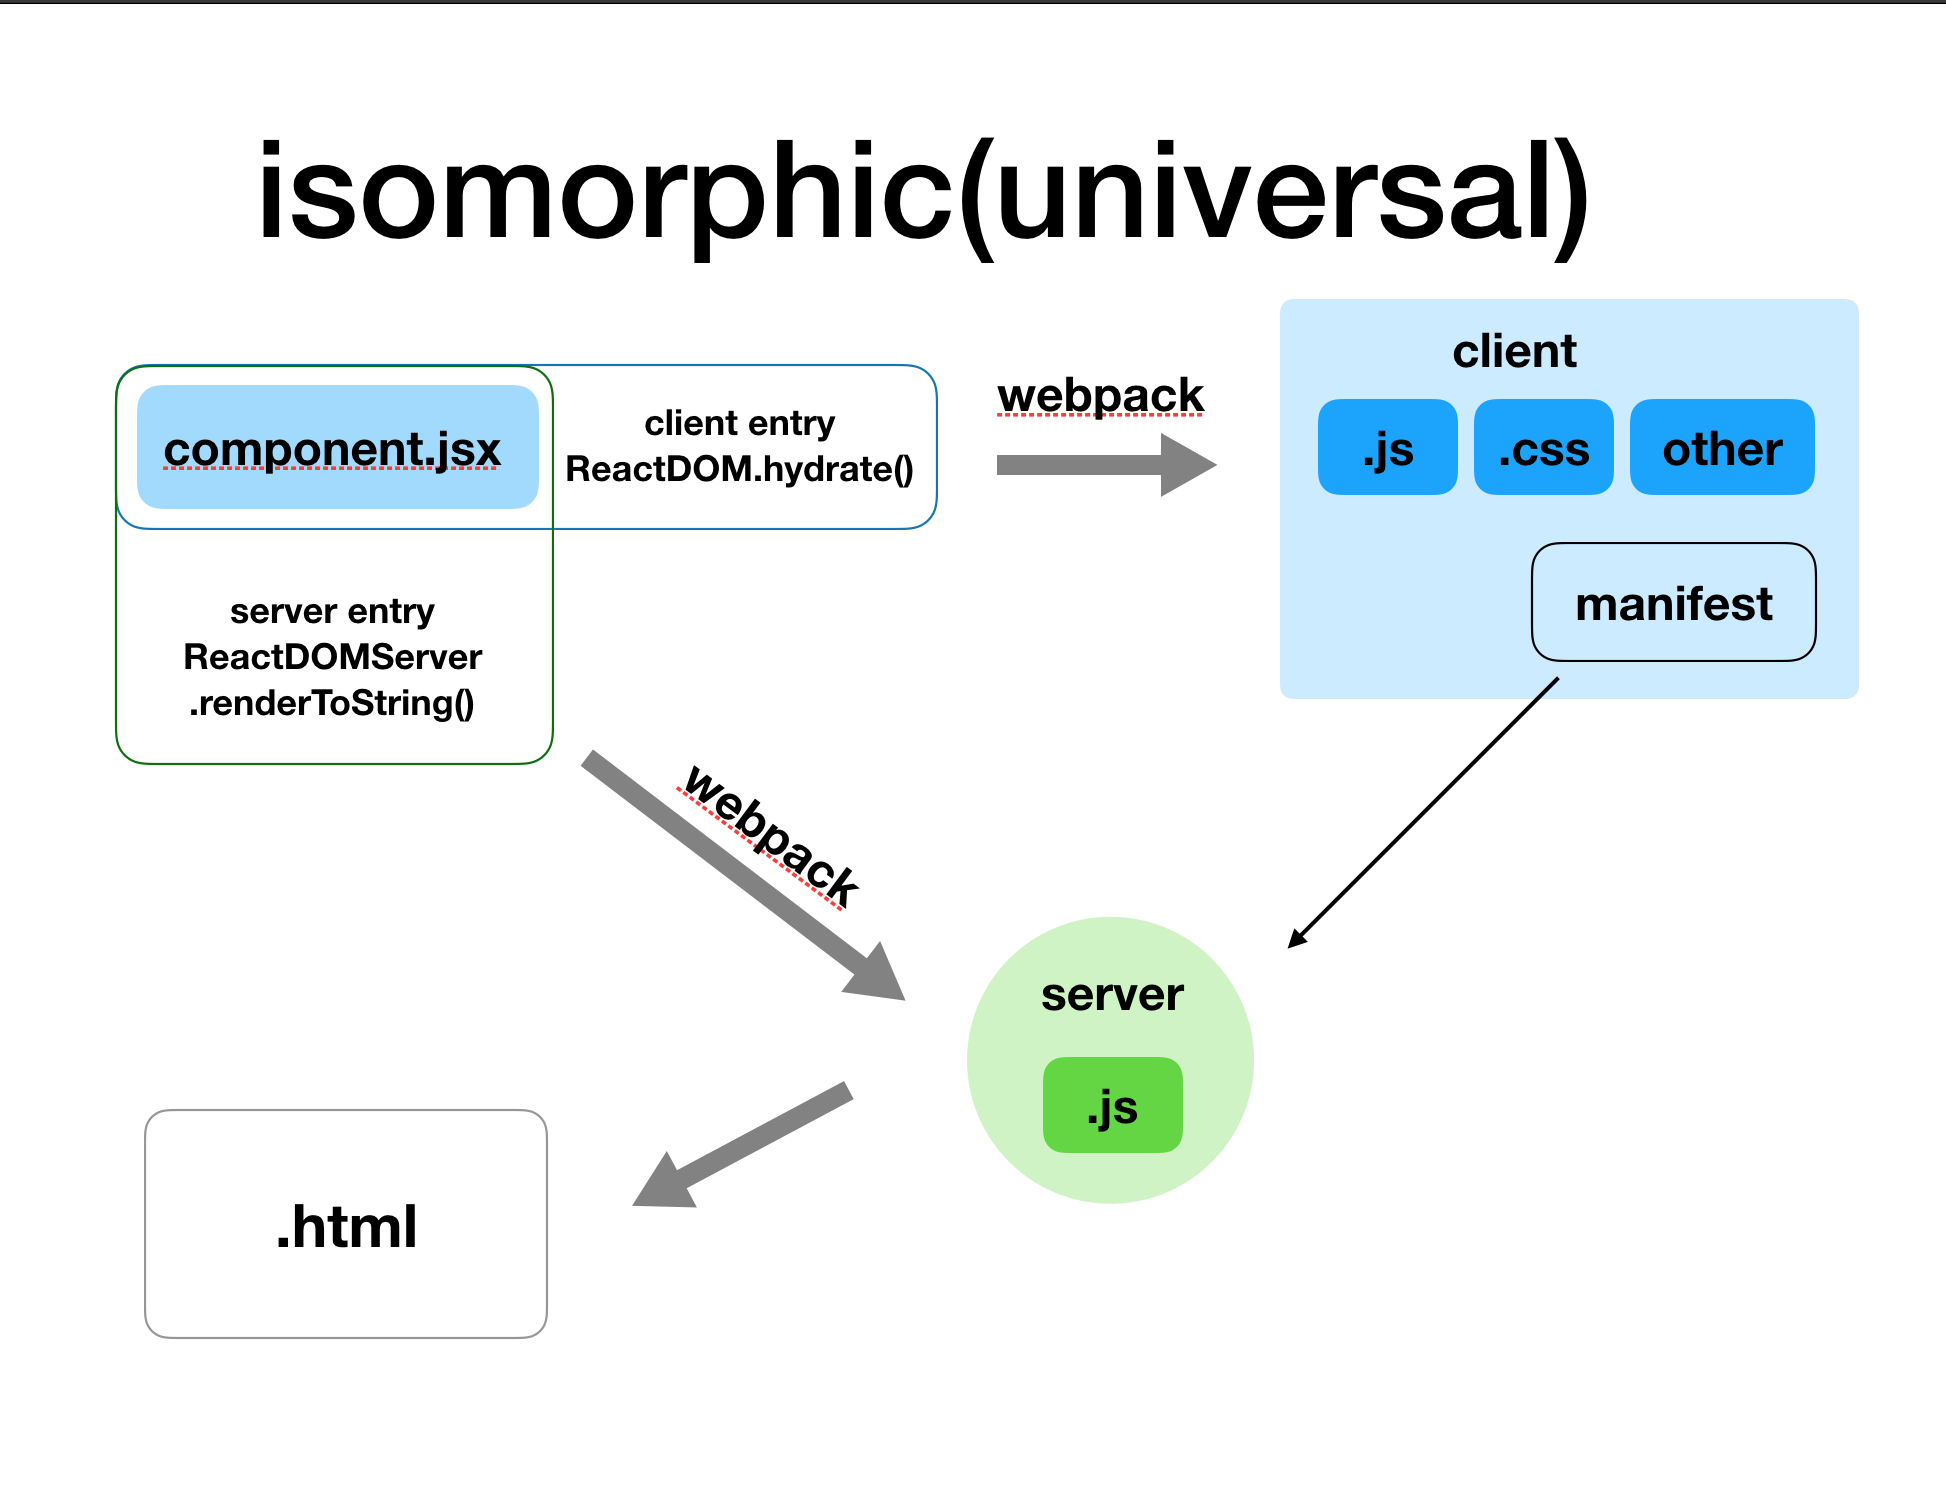 isomorphic(universal)
component.jsx
client entry
ReactDOM.hydrate()
webpack
client
.js
.css
other
manifest
server entry
ReactDOMServer
.renderToString()
webpack
server
.js
.html